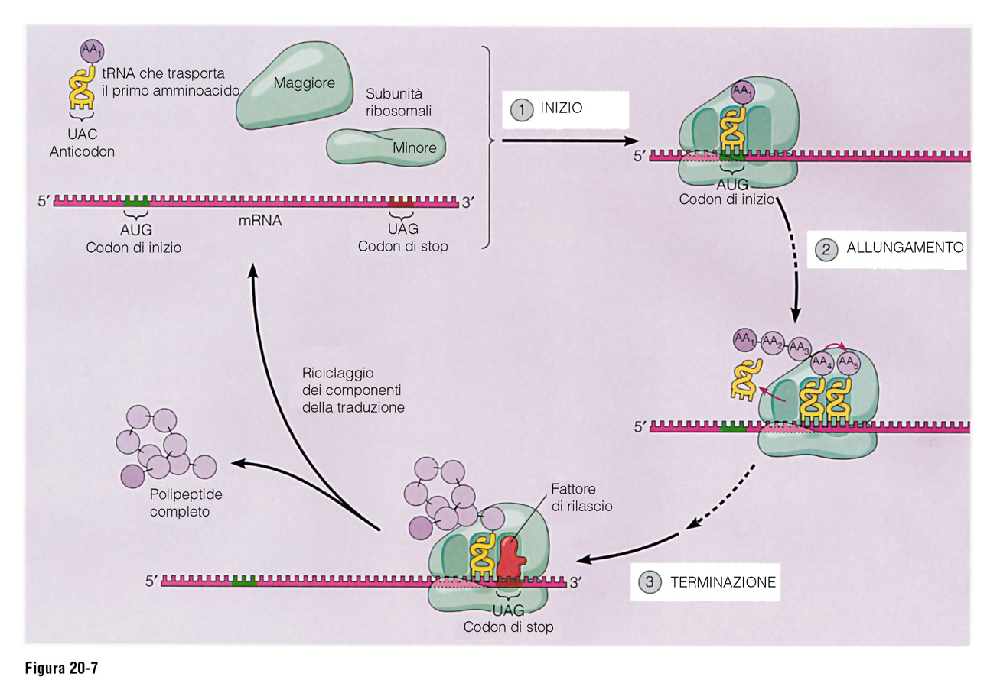 AA1
tRNA che trasporta
il primo amminoacido
UAC
Anticodon
Maggiore
Subunità
ribosomali
Minore
5′
3′
AUG
Codon di inizio
mRNA
UAG
Codon di stop
1 INIZIO
AA1
5′
AUG
Codon di inizio
2 ALLUNGAMENTO
AA1 AA2 AA3 AA4 AA5
5′
Riciclaggio
dei componenti
della traduzione
Polipeptide
completo
Fattore
di rilascio
5′
3′
UAG
Codon di stop
3 TERMINAZIONE
Figura 20-7